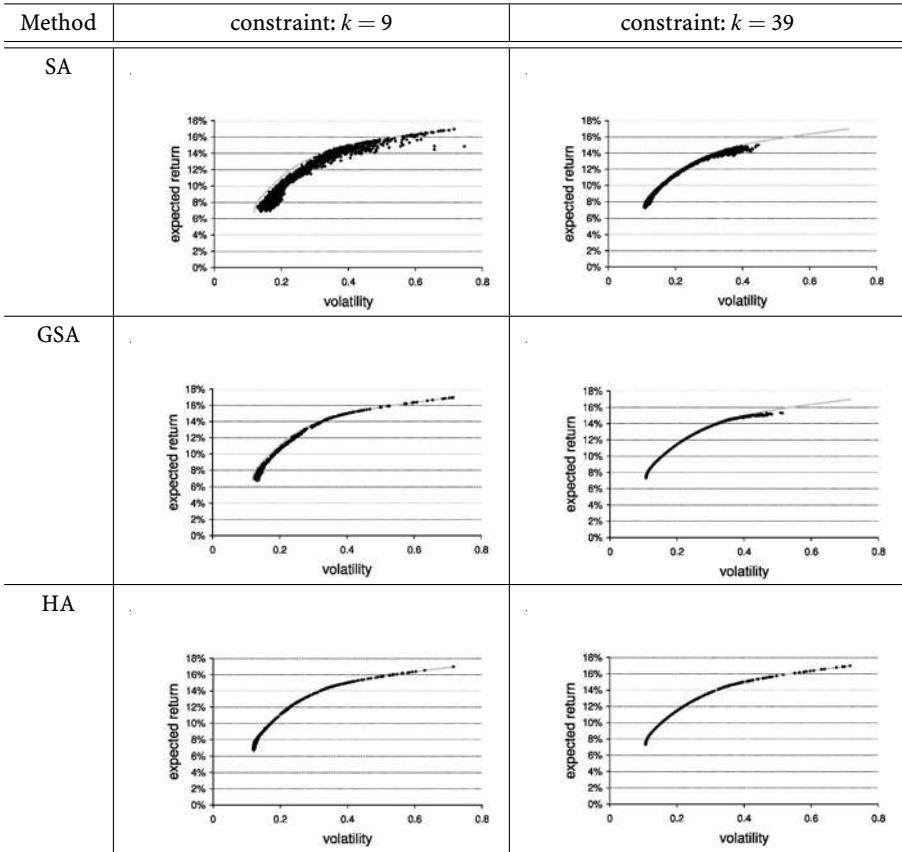 Method constraint: k = 9 constraint: k = 39
SA
18%
16%
14%
12%
10%
8%
6%
4%
2%
0%
expected return
0 0.2 0.4 0.6 0.8
volatility
18%
16%
14%
12%
10%
8%
6%
4%
2%
0%
expected return
0 0.2 0.4 0.6 0.8
volatility
GSA
18%
16%
14%
12%
10%
8%
6%
4%
2%
0%
expected return
0 0.2 0.4 0.6 0.8
volatility
18%
16%
14%
12%
10%
8%
6%
4%
2%
0%
expected return
0 0.2 0.4 0.6 0.8
volatility
HA
18%
16%
14%
12%
10%
8%
6%
4%
2%
0%
expected return
0 0.2 0.4 0.6 0.8
volatility
18%
16%
14%
12%
10%
8%
6%
4%
2%
0%
expected return
0 0.2 0.4 0.6 0.8
volatility